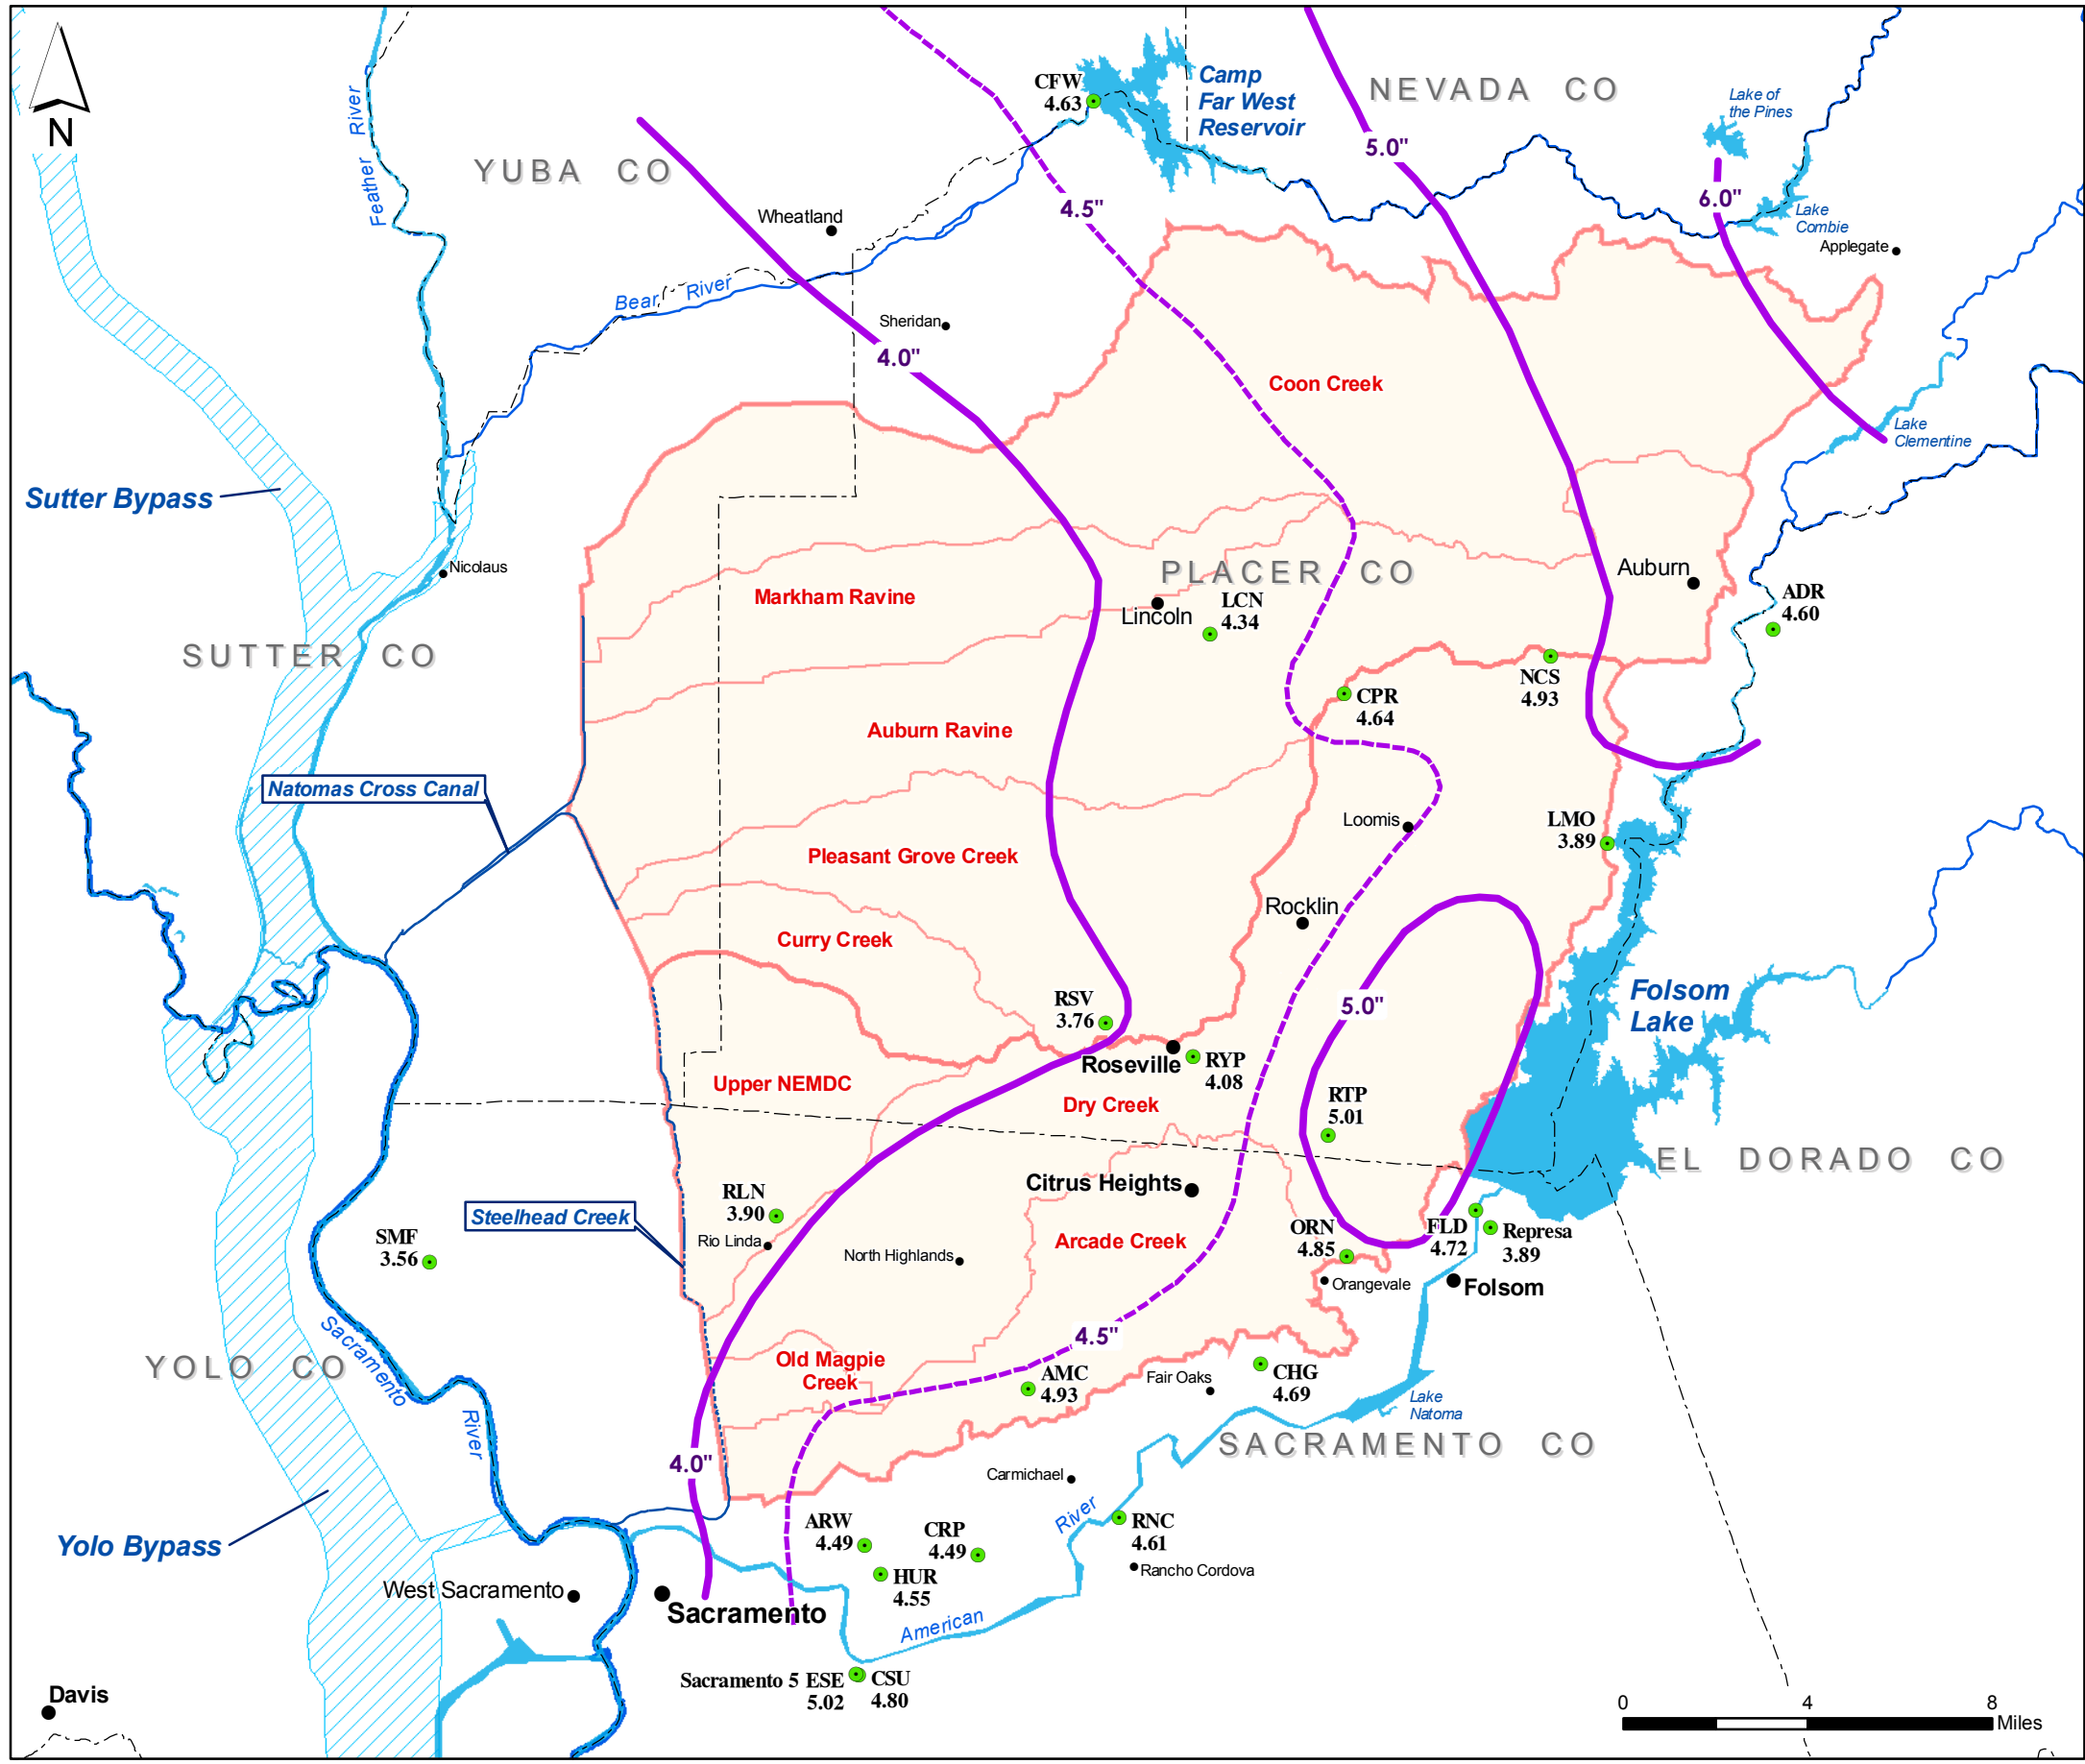 CFW
4.63
Camp
Far West
Reservoir
NEVADA CO
Lake of
the Pines
N
Feather River
YUBA CO
5.0"
4.5"
6.0"
Lake
Combie
Applegate
Wheatland
Bear River
Sheridan
4.0"
Coon Creek
Lake
Clementine
Sutter Bypass
Nicolaus
PLACER CO
Auburn
Markham Ravine
Lincoln
LCN
4.34
ADR
4.60
SUTTER CO
NCS
4.93
CPR
4.64
Auburn Ravine
Natomas Cross Canal
Loomis
LMO
3.89
Pleasant Grove Creek
Rocklin
Curry Creek
RSV
3.76
5.0"
Folsom
Lake
Roseville
RYP
4.08
Upper NEMDC
Dry Creek
RTP
5.01
EL DORADO CO
Citrus Heights
RLN
3.90
Steelhead Creek
Rio Linda
SMF
3.56
North Highlands
Arcade Creek
ORN
4.85
FLD
4.72
Represa
3.89
Orangevale
Folsom
Sacramento River
YOLO CO
4.5"
Old Magpie
Creek
AMC
4.93
Fair Oaks
CHG
4.69
Lake
Natoma
SACRAMENTO CO
4.0"
Carmichael
River
RNC
4.61
Rancho Cordova
ARW
4.49
CRP
4.49
HUR
4.55
Yolo Bypass
West Sacramento
Sacramento
American
Sacramento 5 ESE
5.02
CSU
4.80
Davis
0 4 8
Miles